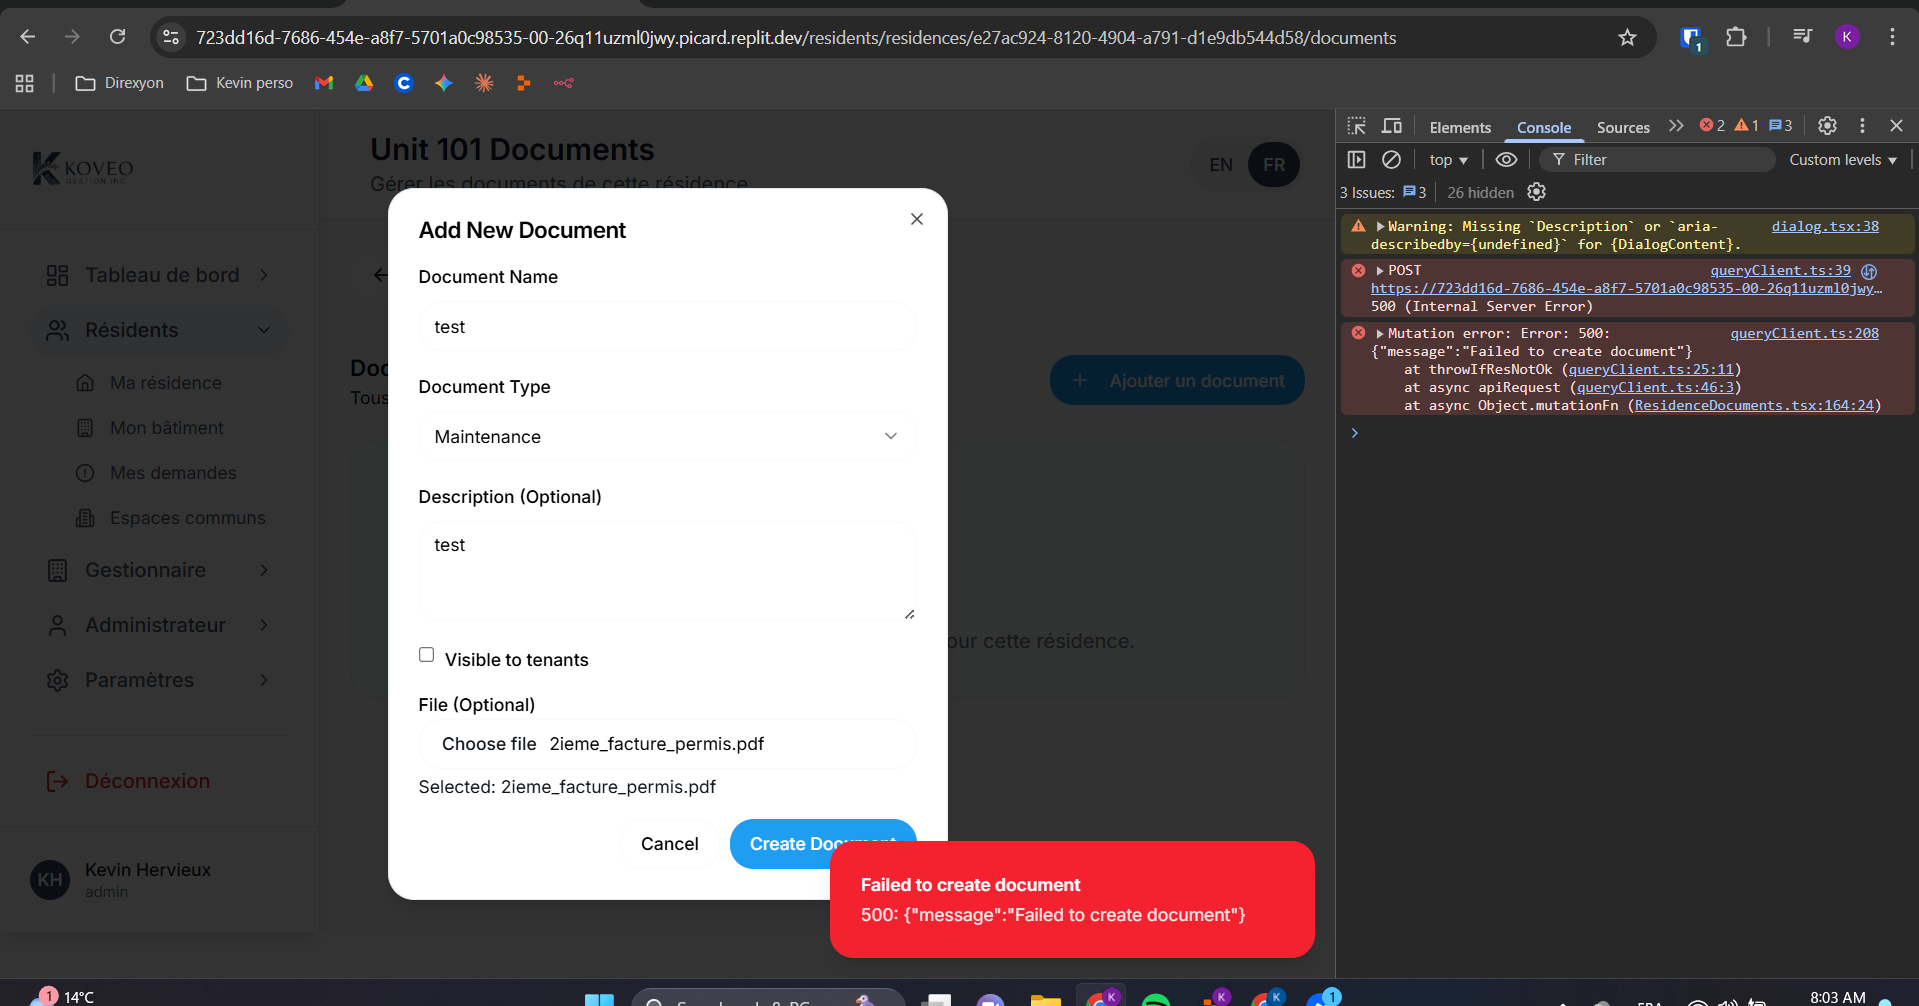 723dd16d-7686-454e-a8f7-5701a0c98535-00-26q11uzml0jwy.picard.replit.dev/residents/residences/e27ac924-8120-4904-a791-d1e9db544d58/documents
1
K
Direxyon
Kevin perso
KOVEO
GESTION INC.
Unit 101 Documents
Gérer les documents de cette résidence
EN
FR
Tableau de bord
Résidents
Ma résidence
Mon bâtiment
Mes demandes
Espaces communs
Gestionnaire
Administrateur
Paramètres
Déconnexion
KH
Kevin Hervieux
admin
Doc
Tous
Ajouter un document
our cette résidence.
Add New Document
Document Name
test
Document Type
Maintenance
Description (Optional)
test
Visible to tenants
File (Optional)
Choose file 2ieme_facture_permis.pdf
Selected: 2ieme_facture_permis.pdf
Cancel
Create Document
Failed to create document
500: {"message":"Failed to create document"}
Elements
Console
Sources
2
1
3
top
Filter
Custom levels
3 Issues:
3
26 hidden
Warning: Missing `Description` or `aria-
describedby={undefined}` for {DialogContent}.
dialog.tsx:38
POST
queryClient.ts:39
https://723dd16d-7686-454e-a8f7-5701a0c98535-00-26q11uzml0jwy…
500 (Internal Server Error)
Mutation error: Error: 500:
queryClient.ts:208
{"message":"Failed to create document"}
at throwIfResNotOk (queryClient.ts:25:11)
at async apiRequest (queryClient.ts:46:3)
at async Object.mutationFn (ResidenceDocuments.tsx:164:24)
1
14°C
K
K
K
1
8:03 AM